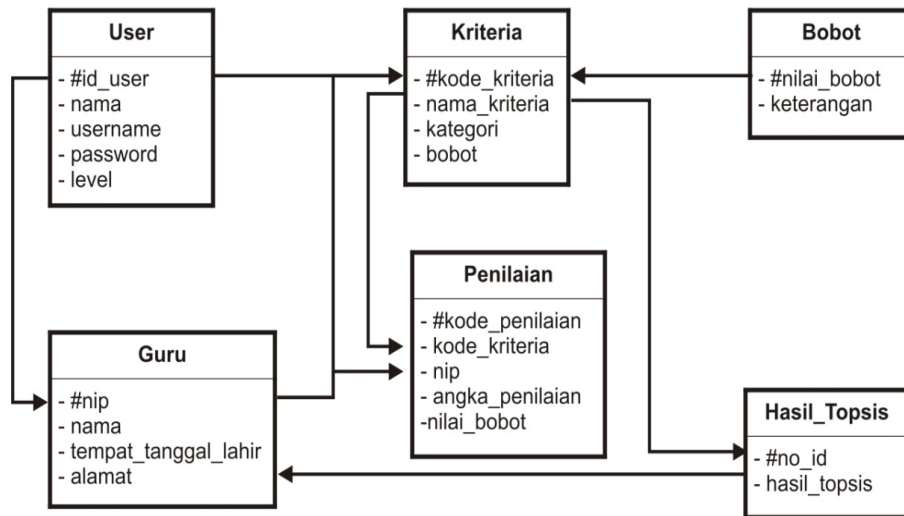 User
- #id_user
- nama
- username
- password
- level
Kriteria
- #kode_kriteria
- nama_kriteria
- kategori
- bobot
Bobot
- #nilai_bobot
- keterangan
Guru
- #nip
- nama
- tempat_tanggal_lahir
- alamat
Penilaian
- #kode_penilaian
- kode_kriteria
- nip
- angka_penilaian
-nilai_bobot
Hasil_Topsis
- #no_id
- hasil_topsis